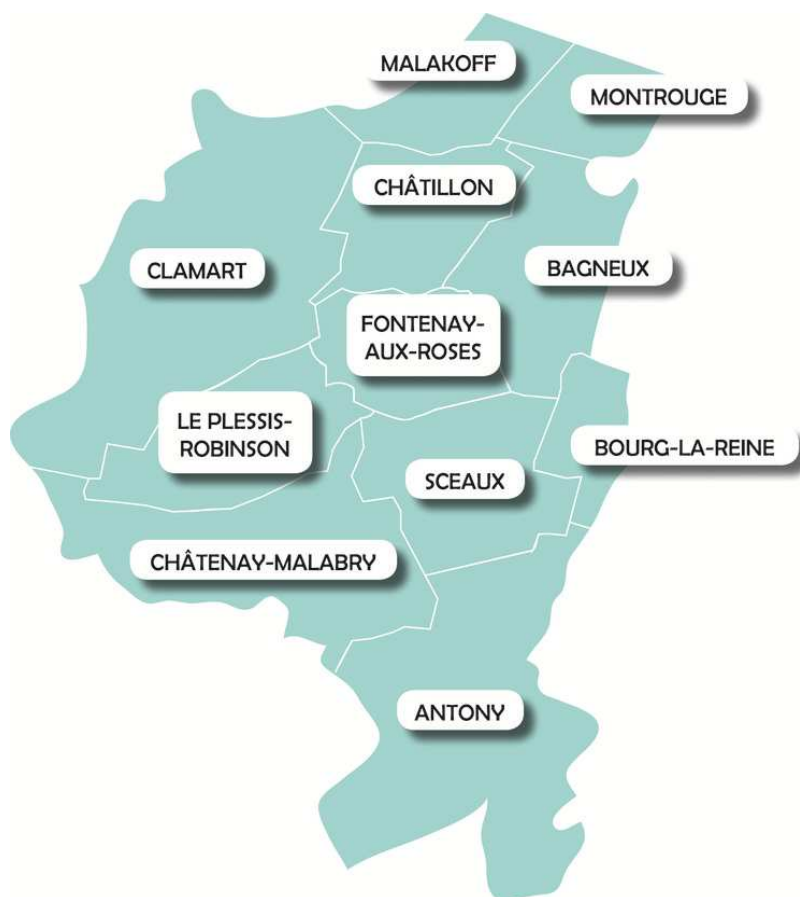 MALAKOFF
MONTROUGE
CHÂTILLON
CLAMART
BAGNEUX
FONTENAY-
AUX-ROSES
LE PLESSIS-
ROBINSON
BOURG-LA-REINE
SCEAUX
CHÂTENAY-MALABRY
ANTONY